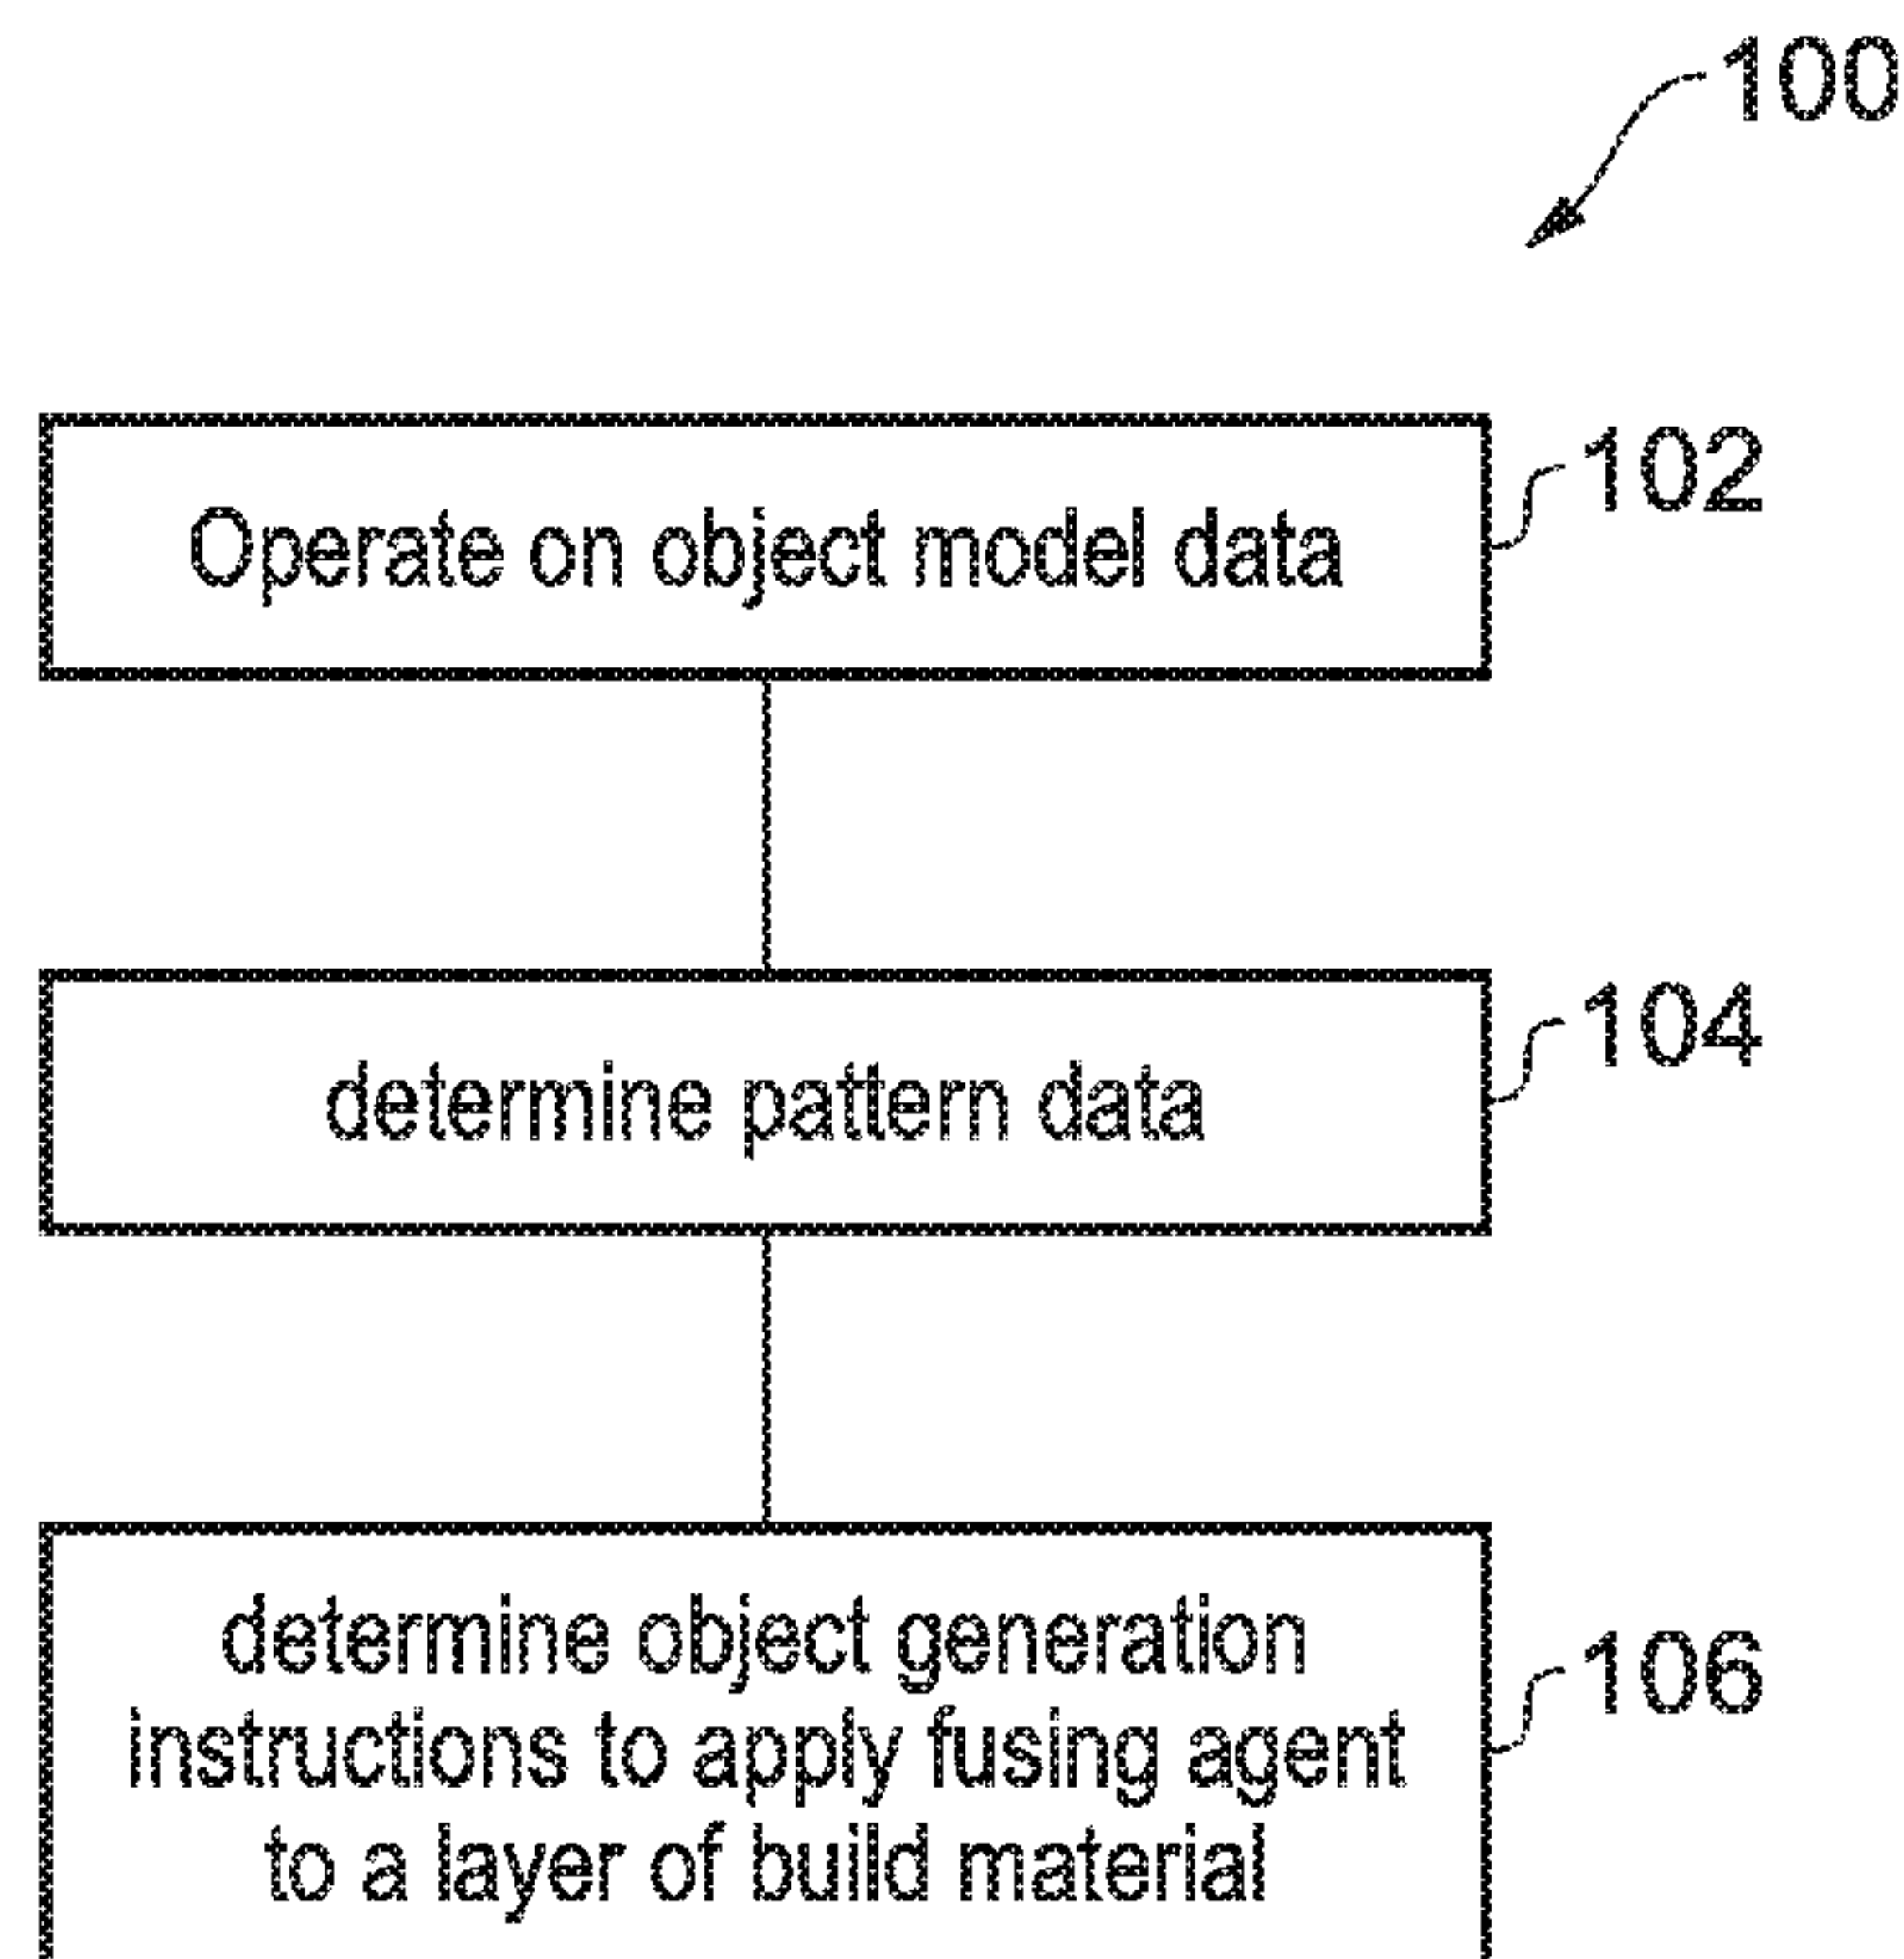 100
Operate on object model data
102
determine pattern data
104
determine object generation
instructions to apply fusing agent
to a layer of build material
106